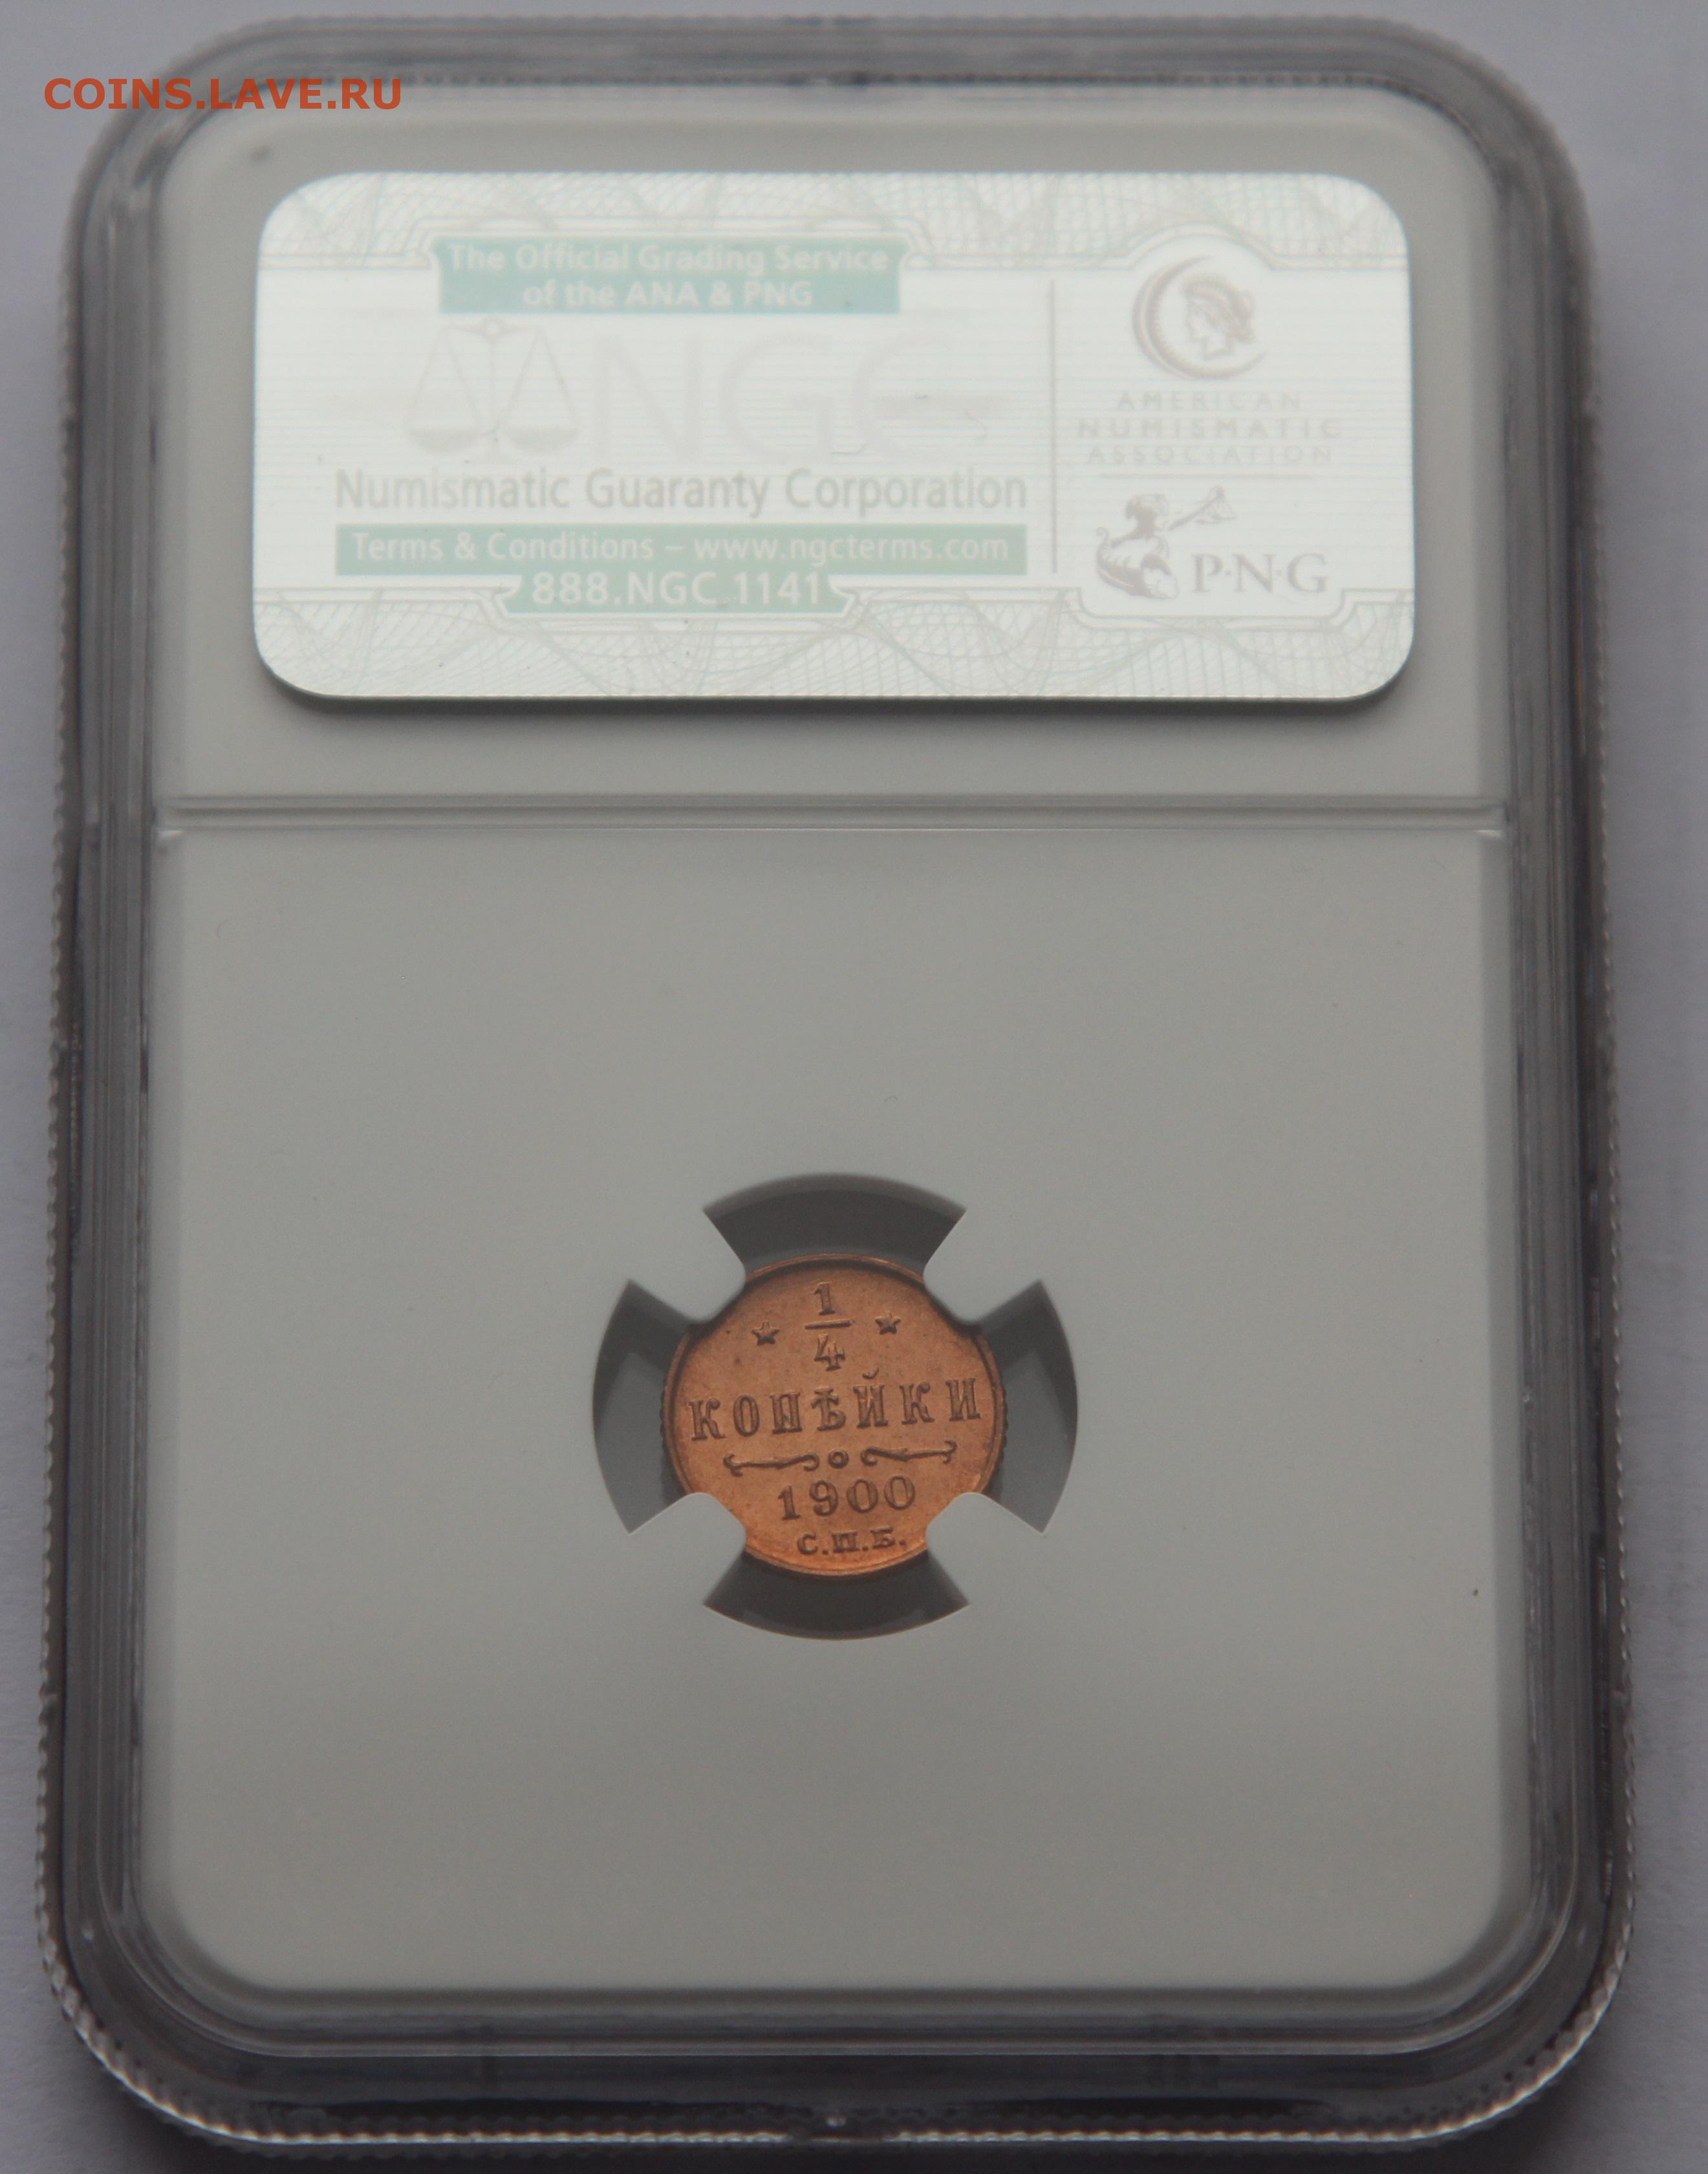 COINS.LAVE.RU
The Official Grading Service
of the ANA & PNG
NGC
Numismatic Guaranty Corporation
Terms & Conditions – www.ngcterms.com
888.NGC.1141
AMERICAN
NUMISMATIC
ASSOCIATION
P·N·G
1
4
КОПѢЙКИ
1900
С.П.Б.